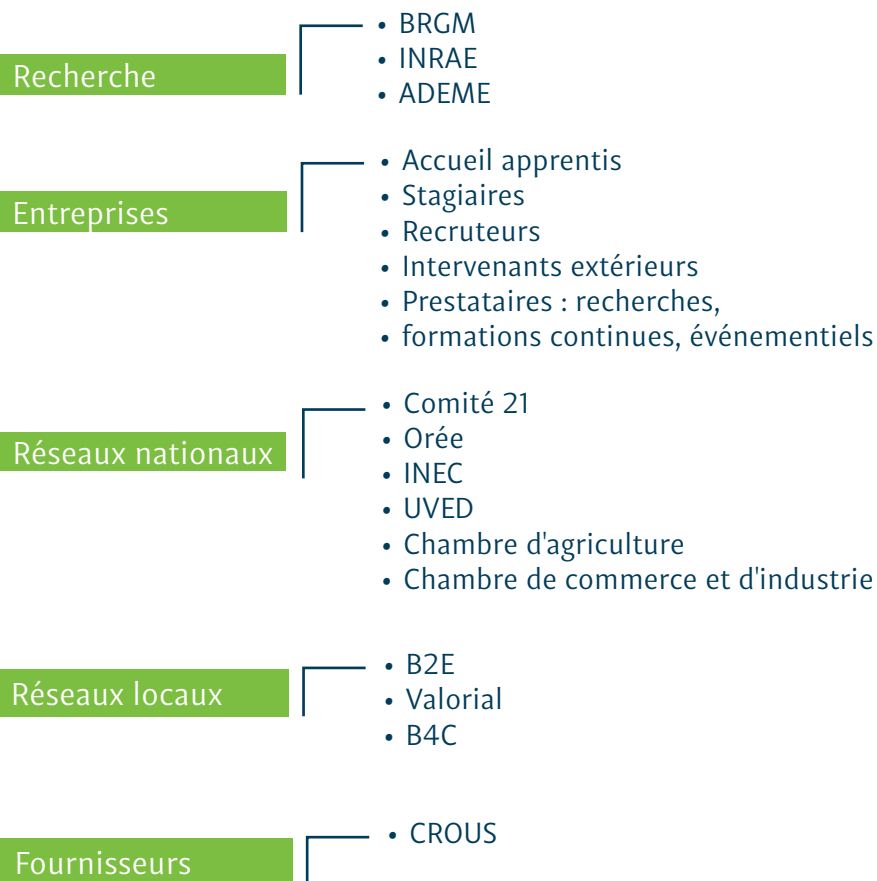 Recherche
• BRGM
• INRAE
• ADEME
Entreprises
• Accueil apprentis
• Stagiaires
• Recruteurs
• Intervenants extérieurs
• Prestataires : recherches,
• formations continues, événementiels
Réseaux nationaux
• Comité 21
• Orée
• INEC
• UVED
• Chambre d'agriculture
• Chambre de commerce et d'industrie
Réseaux locaux
• B2E
• Valorial
• B4C
Fournisseurs
• CROUS